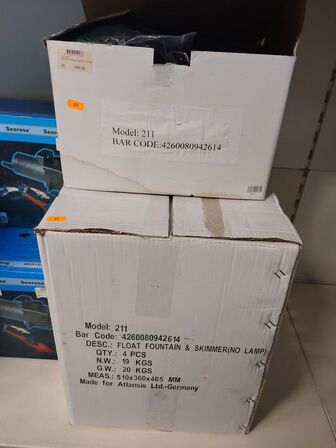 Model: 211
BAR CODE:4260080942614
Seerose
Seerose
Model: 211
Bar Code: 4260080942614
DESC.: FLOAT FOUNTAIN & SKIMMER(NO LAMP)
QTY.: 4 PCS
N.W.: 19 KGS
G.W.: 20 KGS
MEAS.: 510x360x465 MM
Made for Atlansis Ltd.-Germany